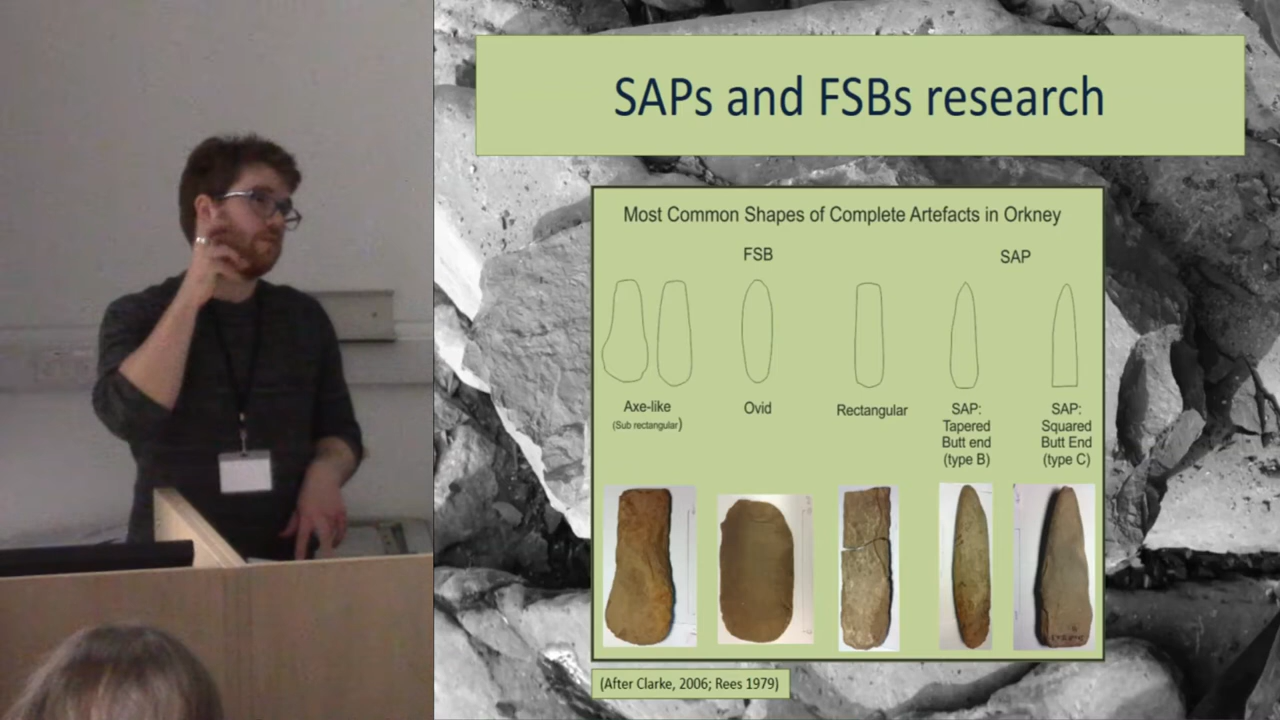 SAPs and FSBs research
Most Common Shapes of Complete Artefacts in Orkney
FSB
SAP
Axe-like
(Sub rectangular)
Ovid
Rectangular
SAP:
Tapered
Butt end
(type B)
SAP:
Squared
Butt End
(type C)
(After Clarke, 2006; Rees 1979)